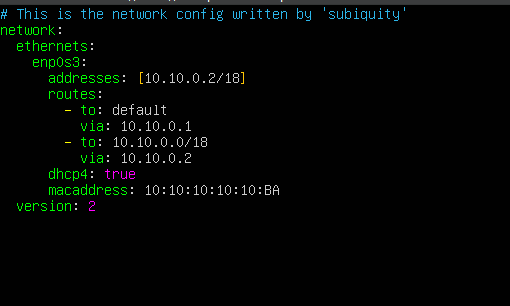 # This is the network config written by 'subiquity'
network:
  ethernets:
    enp0s3:
      addresses: [10.10.0.2/18]
      routes:
        - to: default
          via: 10.10.0.1
        - to: 10.10.0.0/18
          via: 10.10.0.2
      dhcp4: true
      macaddress: 10:10:10:10:10:BA
  version: 2